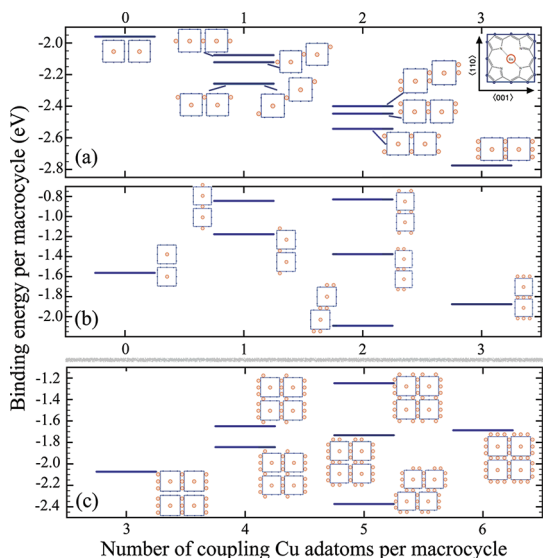 0 1 2 3
Binding energy per macrocycle (eV)
-2.0
-2.2
-2.4
-2.6
-2.8
(a)
⟨110⟩
⟨001⟩
-0.8
-1.0
-1.2
-1.4
-1.6
-1.8
-2.0
(b)
0 1 2 3
-1.2
-1.4
-1.6
-1.8
-2.0
-2.2
-2.4
(c)
3 4 5 6
Number of coupling Cu adatoms per macrocycle